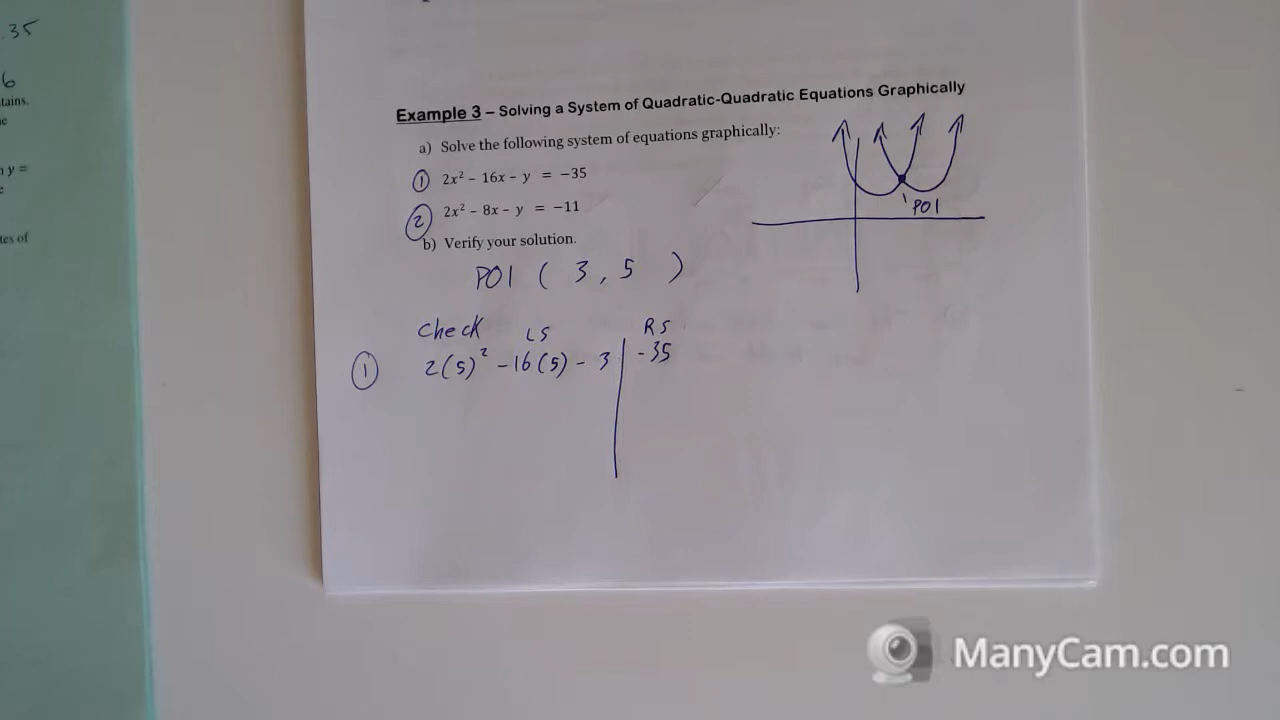 .35
6
tains.
e
y =
e
tes of
Example 3 – Solving a System of Quadratic-Quadratic Equations Graphically
a) Solve the following system of equations graphically:
① 2x² – 16x – y = –35
② 2x² – 8x – y = –11
b) Verify your solution.
POI
POI ( 3 , 5 )
Check LS RS
① 2(5)² – 16(5) – 3 | –35
ManyCam.com